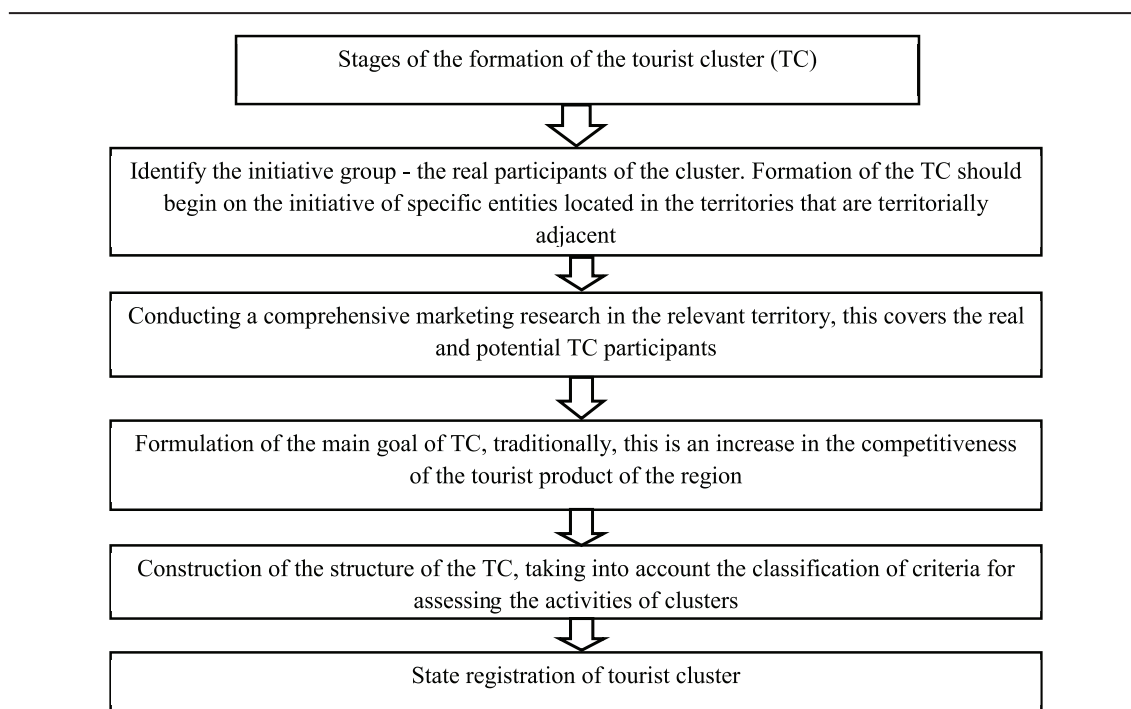 Stages of the formation of the tourist cluster (TC)
Identify the initiative group - the real participants of the cluster. Formation of the TC should
begin on the initiative of specific entities located in the territories that are territorially
adjacent
Conducting a comprehensive marketing research in the relevant territory, this covers the real
and potential TC participants
Formulation of the main goal of TC, traditionally, this is an increase in the competitiveness
of the tourist product of the region
Construction of the structure of the TC, taking into account the classification of criteria for
assessing the activities of clusters
State registration of tourist cluster